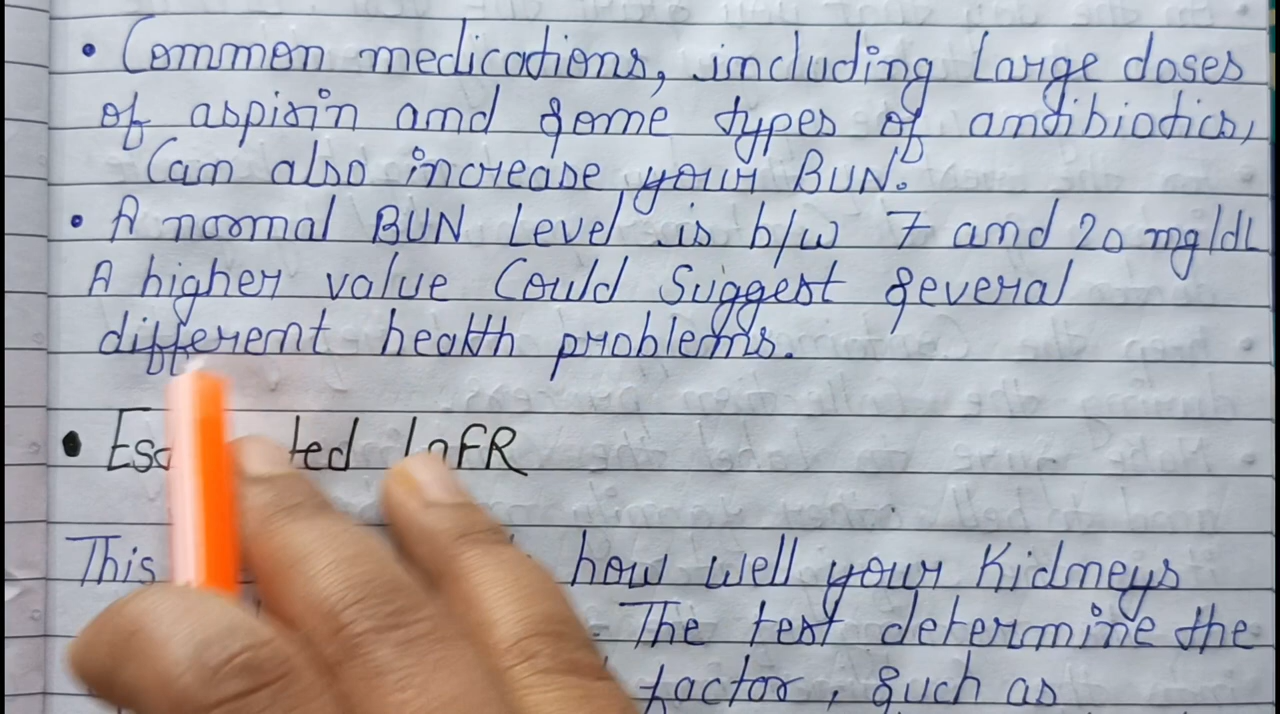 • Common medications, including Large doses
of aspirin and some types of antibiotics,
Can also increase your BUN.
• A normal BUN Level is b/w 7 and 20 mg/dL
A higher value Could Suggest several
different health problems.
• FR
This how well your Kidneys
The test determine the
factor, such as